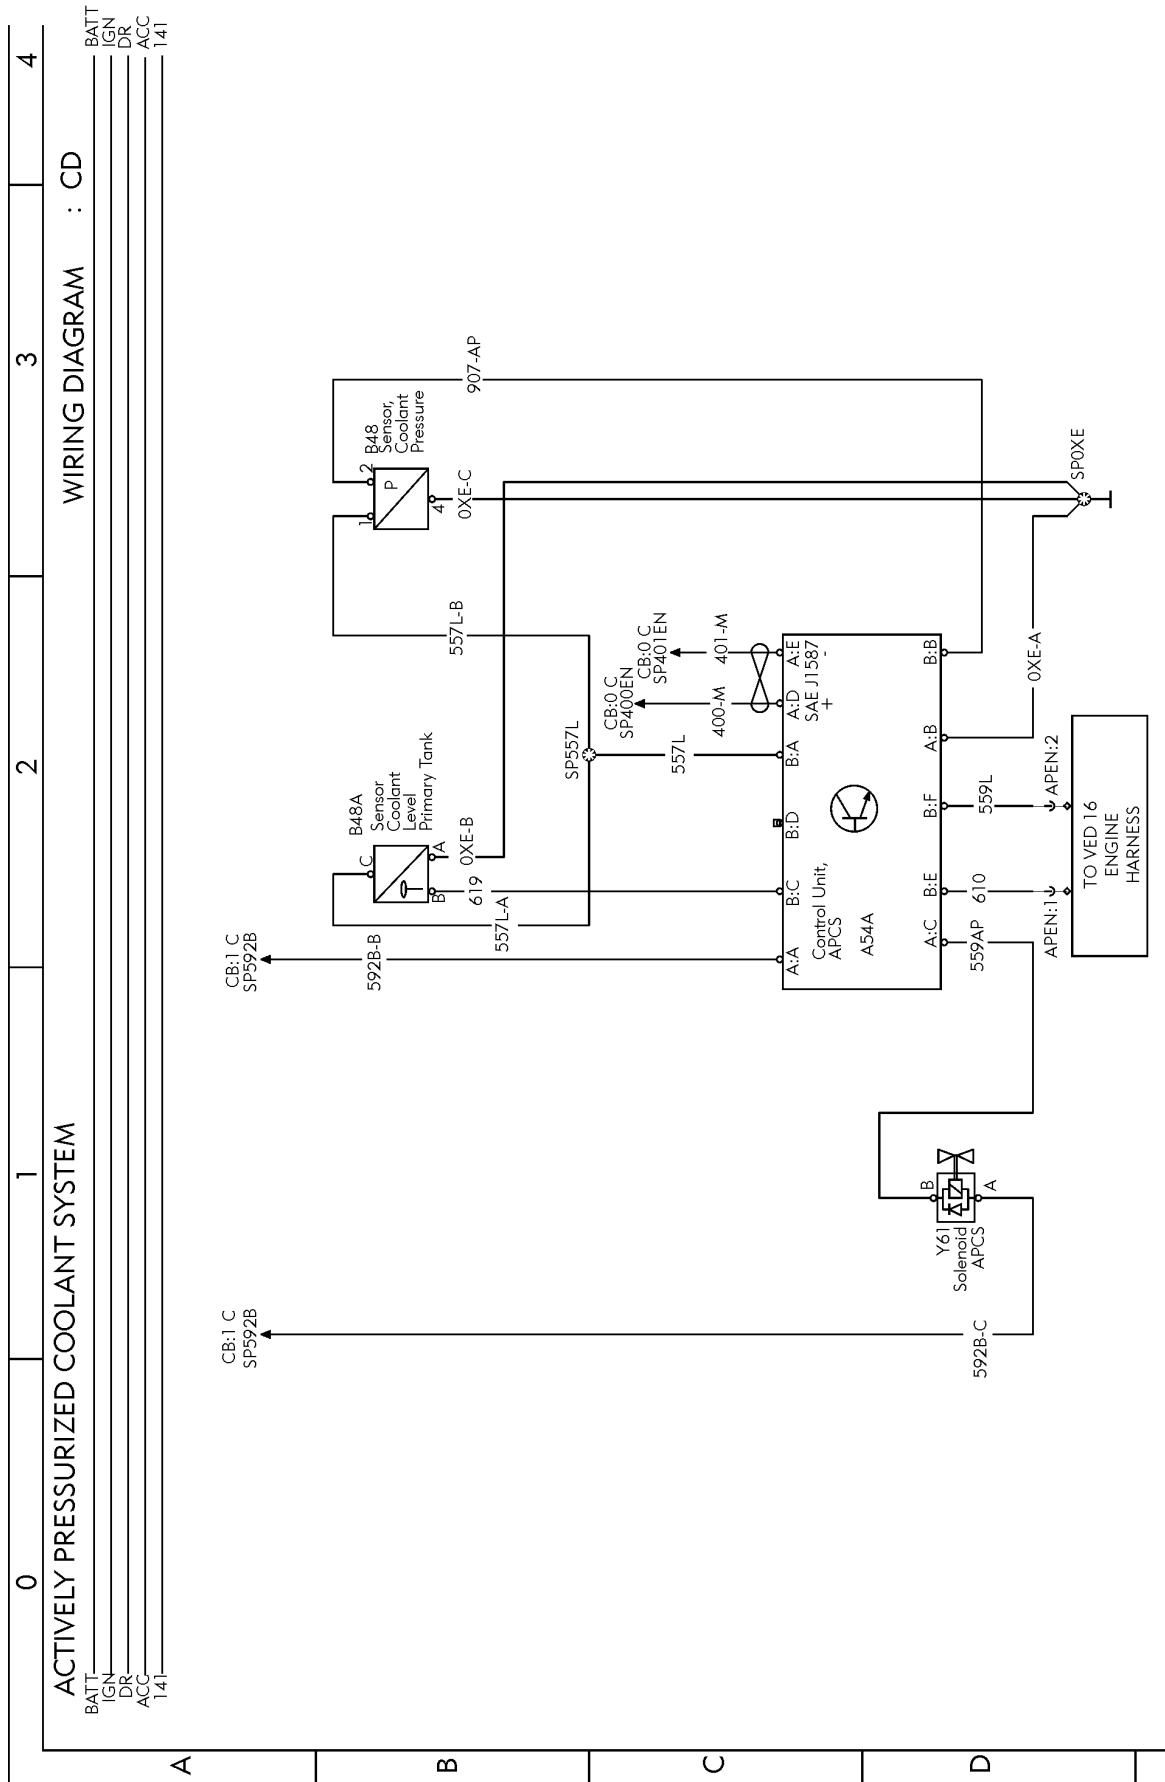 0
1
2
3
4
ACTIVELY PRESSURIZED COOLANT SYSTEM
WIRING DIAGRAM : CD
BATT
IGN
DR
ACC
141
BATT
IGN
DR
ACC
141
A
B
C
D
CB:1 C
SP592B
592B-C
Y61
Solenoid
APCS
B
A
CB:1 C
SP592B
592B-B
557L-A
B48A
Sensor
Coolant
Level
Primary Tank
C
B
A
619
0XE-B
SP557L
557L
557L-B
B48
Sensor,
Coolant
Pressure
P
1
2
4
0XE-C
907-AP
CB:0 C
SP400EN
400-M
CB:0 C
SP401EN
401-M
A:A
B:C
B:D
B:A
A:D
A:E
SAE J1587
+
-
Control Unit,
APCS
A54A
A:C
B:E
B:F
A:B
B:B
559AP
610
559L
0XE-A
SP0XE
APEN:1
APEN:2
TO VED 16
ENGINE
HARNESS